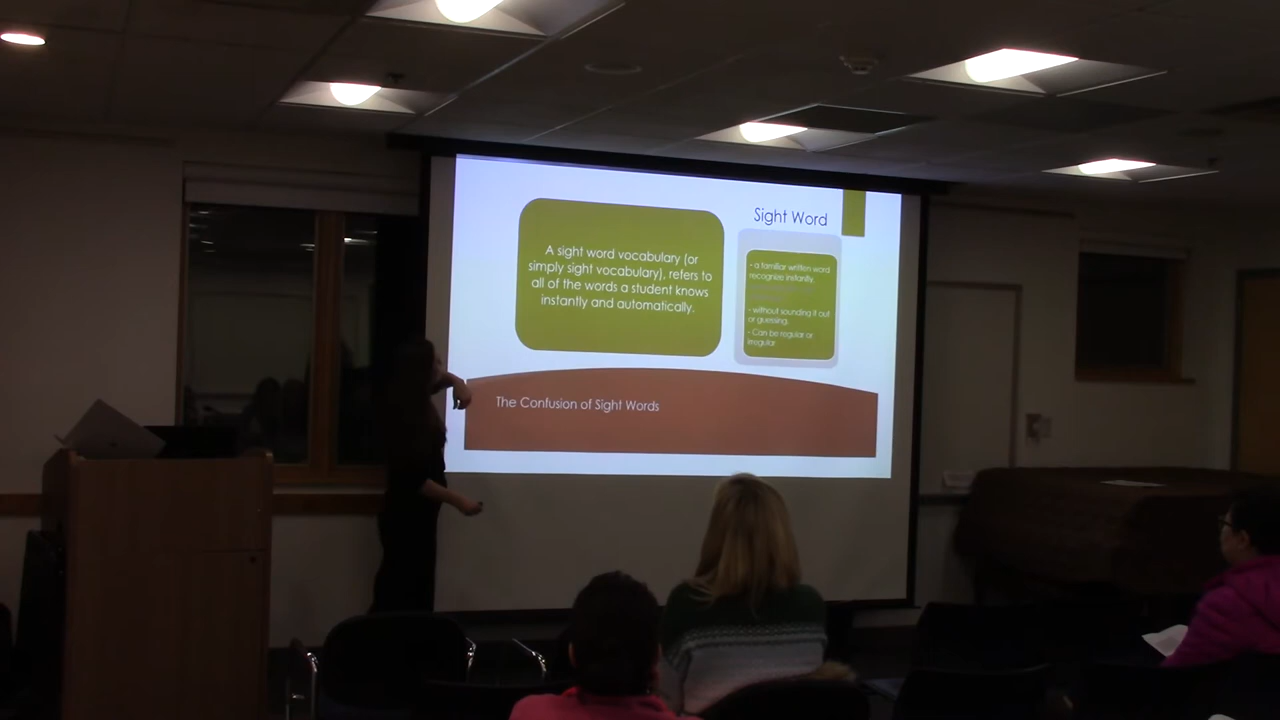 A sight word vocabulary (or
simply sight vocabulary), refers to
all of the words a student knows
instantly and automatically.
Sight Word
- a familiar written word
recognize instantly.
- without sounding it out
or guessing.
- Can be regular or
irregular
The Confusion of Sight Words